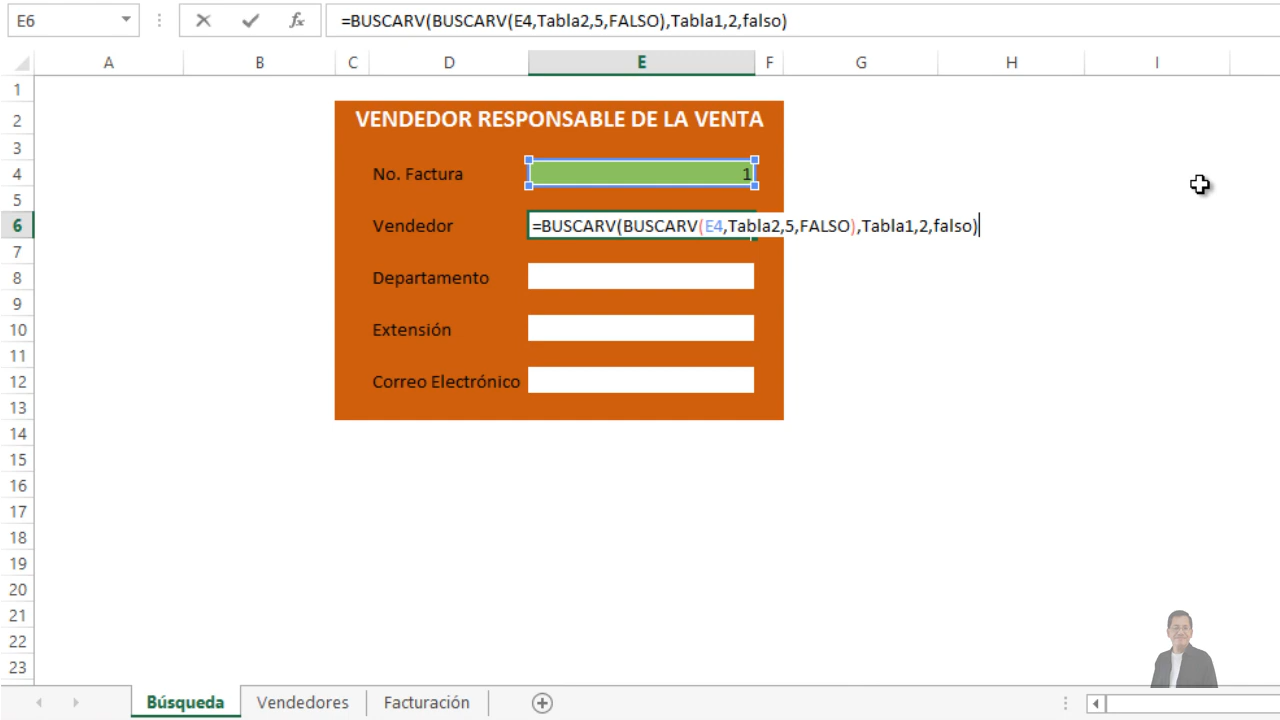 E6
=BUSCARV(BUSCARV(E4,Tabla2,5,FALSO),Tabla1,2,falso)
A B C D E F G H I
1
2 VENDEDOR RESPONSABLE DE LA VENTA
3
4 No. Factura 1
5
6 Vendedor =BUSCARV(BUSCARV(E4,Tabla2,5,FALSO),Tabla1,2,falso)
7
8 Departamento
9
10 Extensión
11
12 Correo Electrónico
13
14
15
16
17
18
19
20
21
22
23
Búsqueda Vendedores Facturación